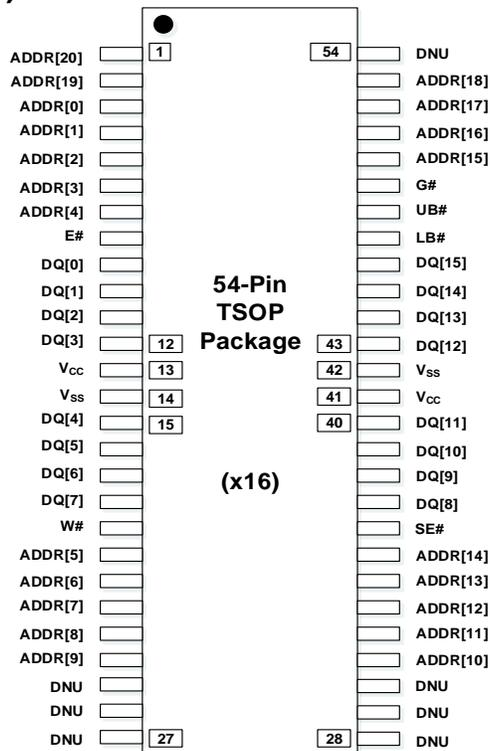 )
ADDR[20] 1 54 DNU
ADDR[19] ADDR[18]
ADDR[0] ADDR[17]
ADDR[1] ADDR[16]
ADDR[2] ADDR[15]
ADDR[3] G#
ADDR[4] UB#
E# LB#
DQ[0] DQ[15]
DQ[1] 54-Pin DQ[14]
DQ[2] TSOP DQ[13]
DQ[3] 12 Package 43 DQ[12]
VCC 13 42 VSS
VSS 14 41 VCC
DQ[4] 15 40 DQ[11]
DQ[5] DQ[10]
DQ[6] (x16) DQ[9]
DQ[7] DQ[8]
W# SE#
ADDR[5] ADDR[14]
ADDR[6] ADDR[13]
ADDR[7] ADDR[12]
ADDR[8] ADDR[11]
ADDR[9] ADDR[10]
DNU DNU
DNU DNU
DNU 27 28 DNU